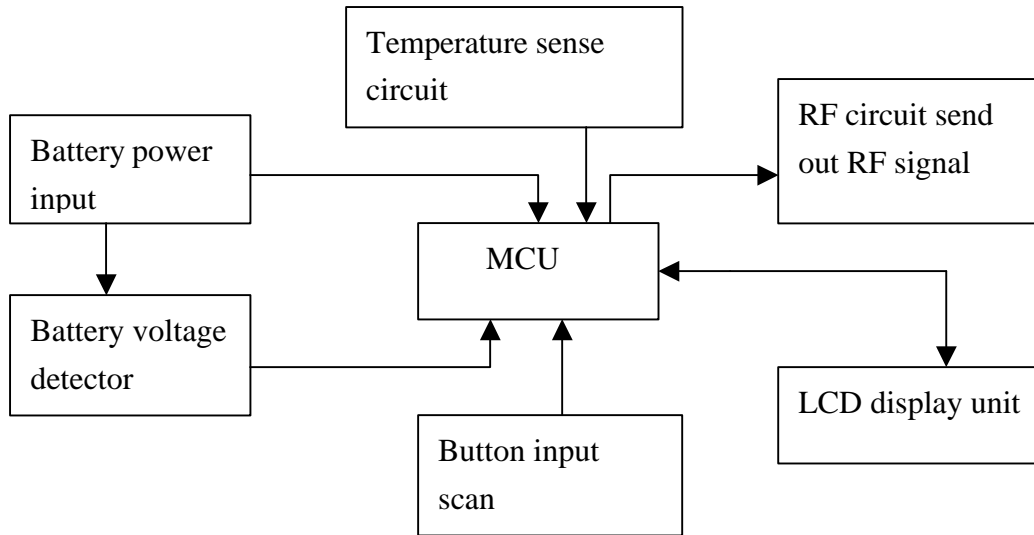 Temperature sense
circuit
RF circuit send
out RF signal
Battery power
input
MCU
Battery voltage
detector
LCD display unit
Button input
scan